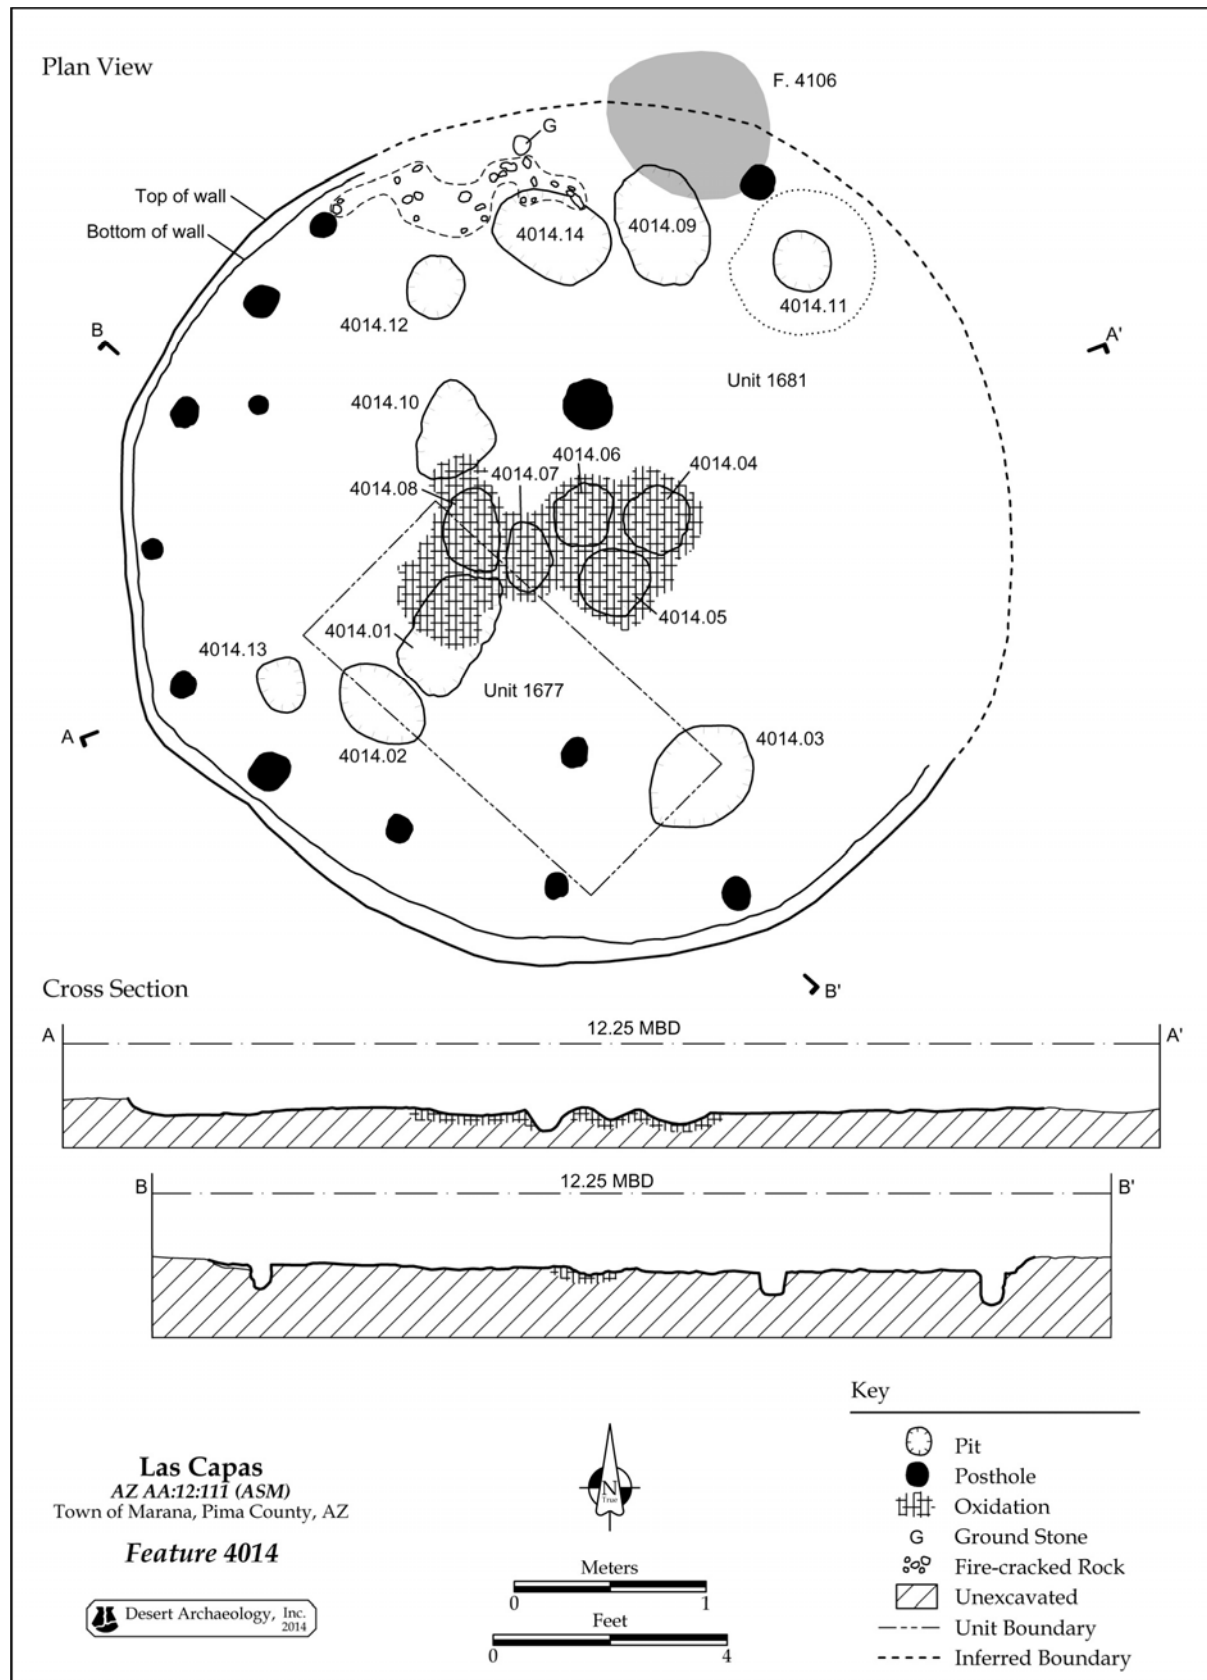 Plan View
F. 4106
G
Top of wall
Bottom of wall
4014.14
4014.09
4014.11
4014.12
B
A'
Unit 1681
4014.10
4014.06
4014.04
4014.07
4014.08
4014.05
4014.01
4014.13
Unit 1677
A
4014.02
4014.03
B'
Cross Section
A
12.25 MBD
A'
B
12.25 MBD
B'
Key
Pit
Posthole
Oxidation
G Ground Stone
Fire-cracked Rock
Unexcavated
Unit Boundary
Inferred Boundary
Las Capas
AZ AA:12:111 (ASM)
Town of Marana, Pima County, AZ
Feature 4014
Desert Archaeology, Inc.
2014
N
True
Meters
0 1
Feet
0 4